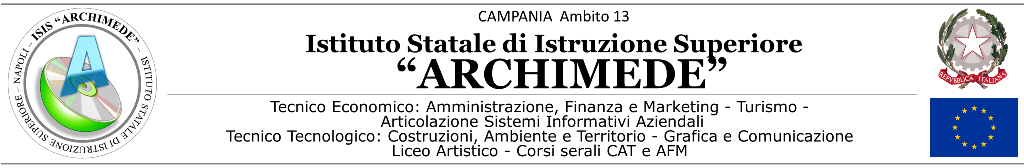 CAMPANIA Ambito 13
Istituto Statale di Istruzione Superiore
“ARCHIMEDE”
Tecnico Economico: Amministrazione, Finanza e Marketing - Turismo -
Articolazione Sistemi Informativi Aziendali
Tecnico Tecnologico: Costruzioni, Ambiente e Territorio - Grafica e Comunicazione
Liceo Artistico - Corsi serali CAT e AFM
ISIS “ARCHIMEDE” – ISTITUTO STATALE DI ISTRUZIONE SUPERIORE – NAPOLI –
A
REPVBBLICA ITALIANA